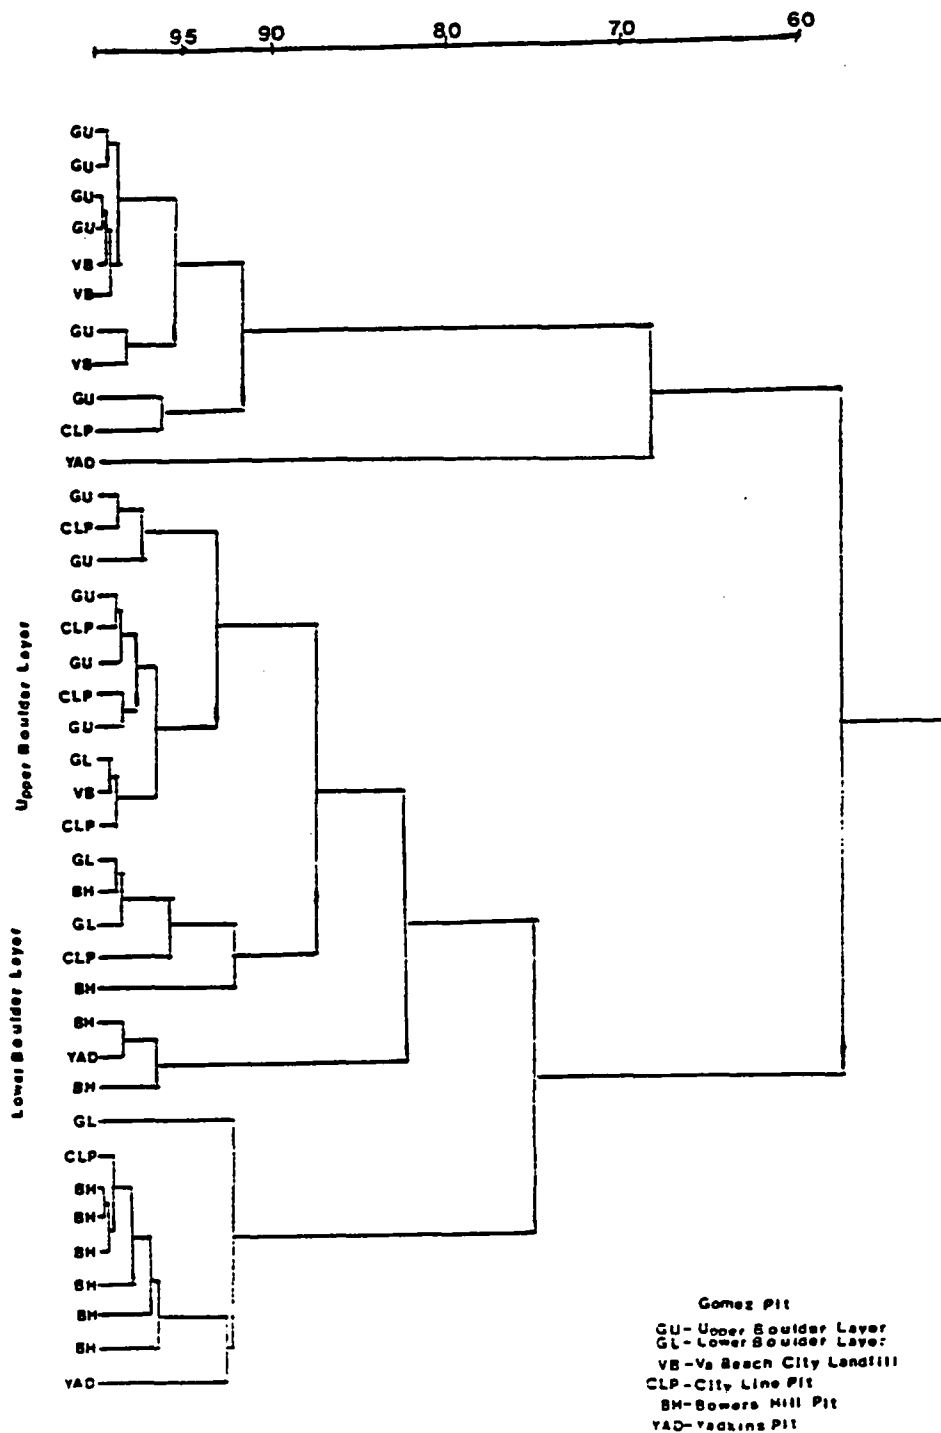 95 90 80 70 60
GU
GU
GU
GU
VB
VB
GU
VB
GU
CLP
YAD
GU
CLP
GU
GU
CLP
GU
CLP
GU
GL
VB
CLP
GL
BH
GL
CLP
BH
BH
YAD
BH
GL
CLP
BH
BH
BH
BH
BH
BH
YAD
Upper Boulder Layer
Lower Boulder Layer
Gomez Pit
GU-Upper Boulder Layer
GL-Lower Boulder Layer
VB-Va Beach City Landfill
CLP-City Line Pit
BH-Bowers Hill Pit
YAD-Yadkins Pit